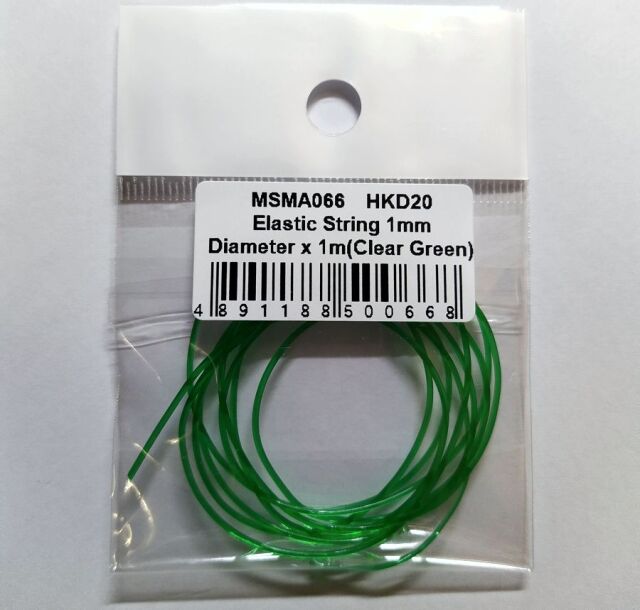 MSMA066 HKD20
Elastic String 1mm
Diameter x 1m(Clear Green)
4 891188 500668